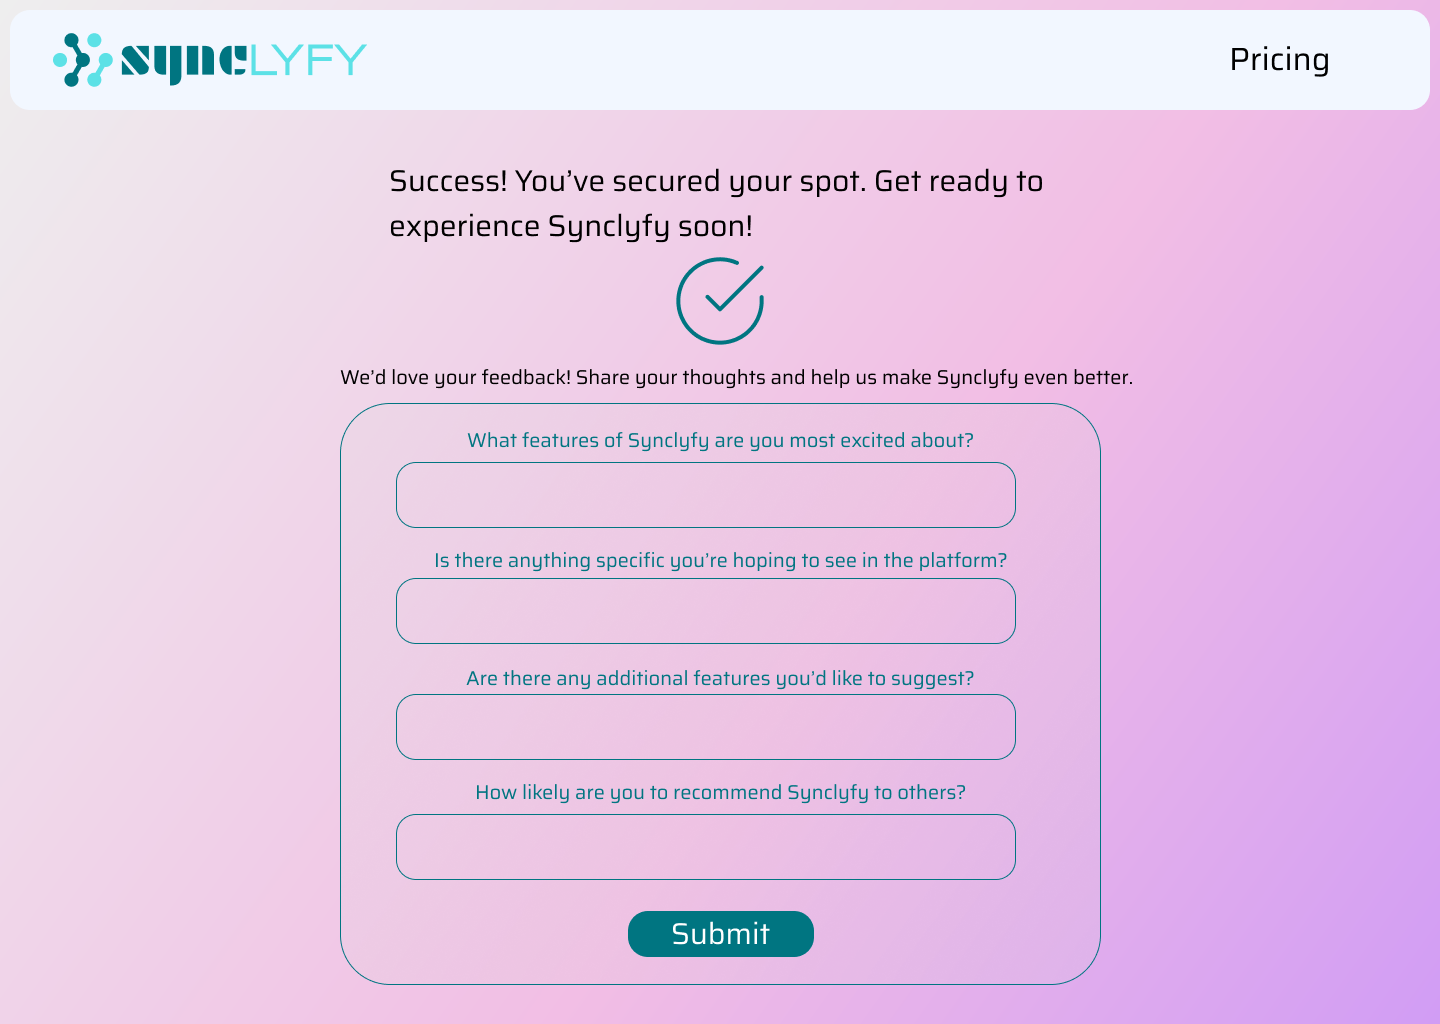 syncLYFY
Pricing
Success! You’ve secured your spot. Get ready to
experience Synclyfy soon!
We’d love your feedback! Share your thoughts and help us make Synclyfy even better.
What features of Synclyfy are you most excited about?
Is there anything specific you’re hoping to see in the platform?
Are there any additional features you’d like to suggest?
How likely are you to recommend Synclyfy to others?
Submit